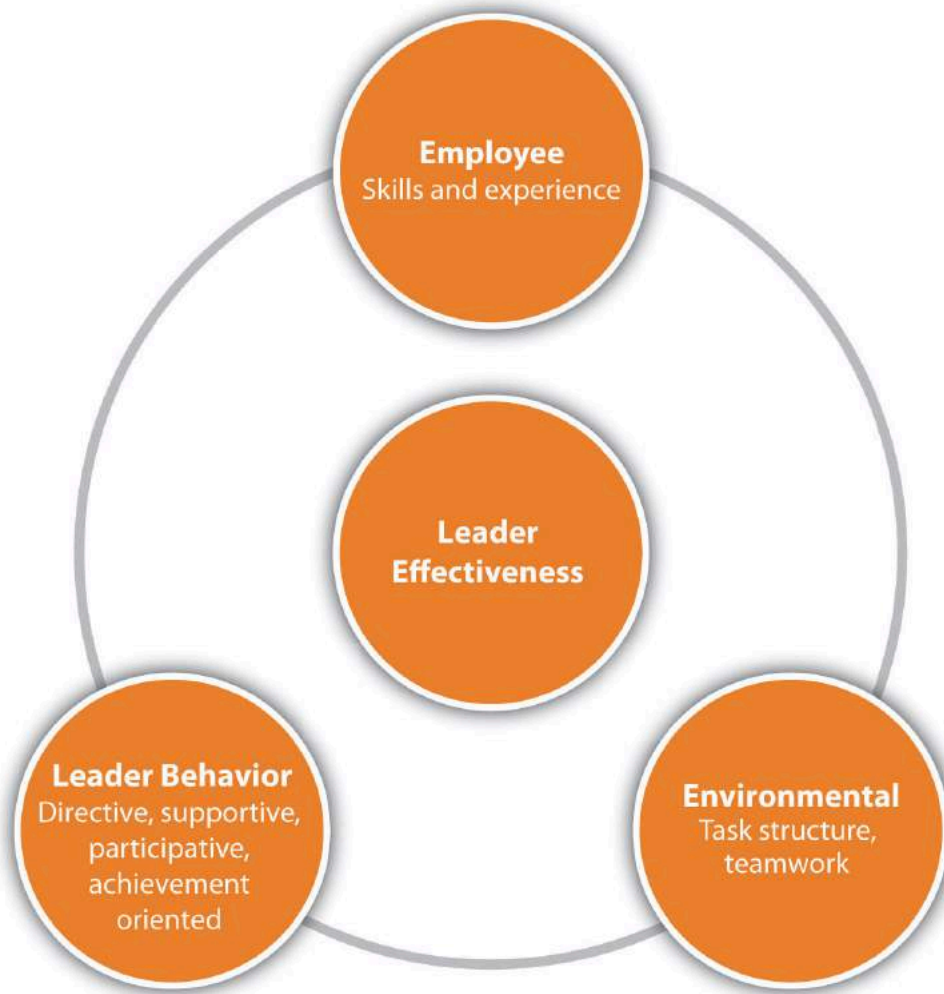 Employee
Skills and experience
Leader
Effectiveness
Leader Behavior
Directive, supportive,
participative,
achievement
oriented
Environmental
Task structure,
teamwork